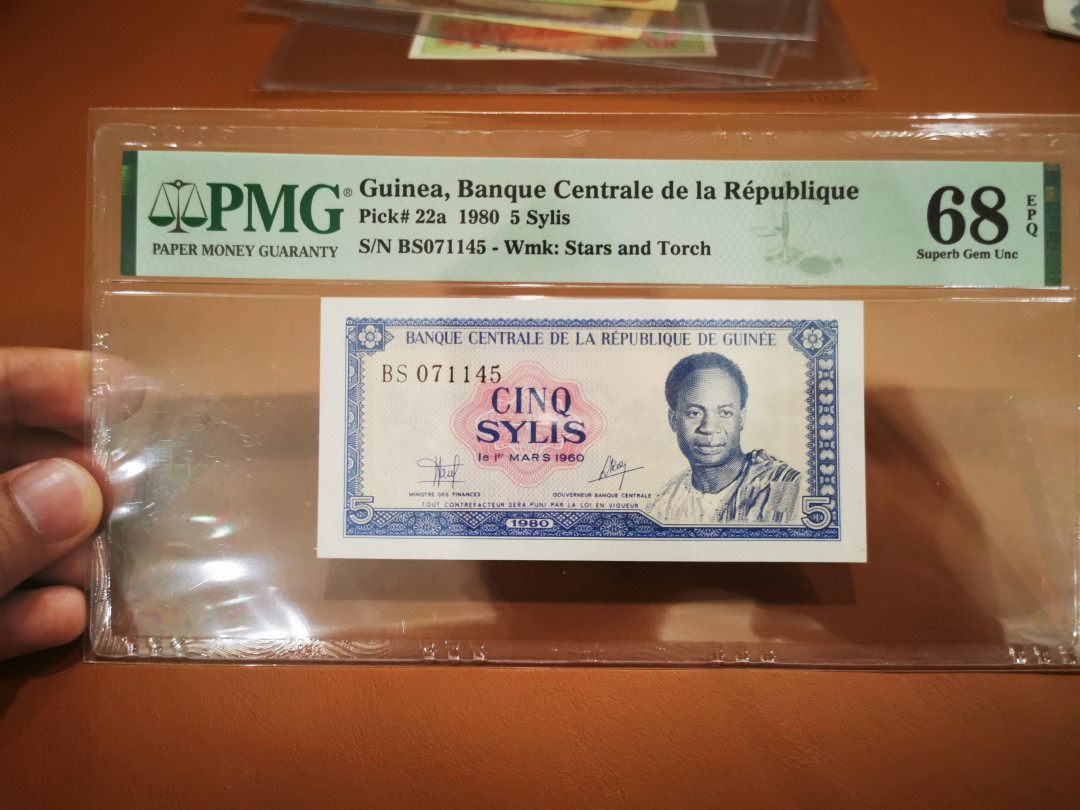 PMG®
PAPER MONEY GUARANTY
Guinea, Banque Centrale de la République
Pick# 22a 1980 5 Sylis
S/N BS071145 - Wmk: Stars and Torch
68
EPQ
Superb Gem Unc
BANQUE CENTRALE DE LA RÉPUBLIQUE DE GUINÉE
BS 071145
CINQ
SYLIS
le 1er MARS 1960
MINISTRE DES FINANCES
GOUVERNEUR BANQUE CENTRALE
TOUT CONTREFACTEUR SERA PUNI PAR LA LOI EN VIGUEUR
5
1980
5